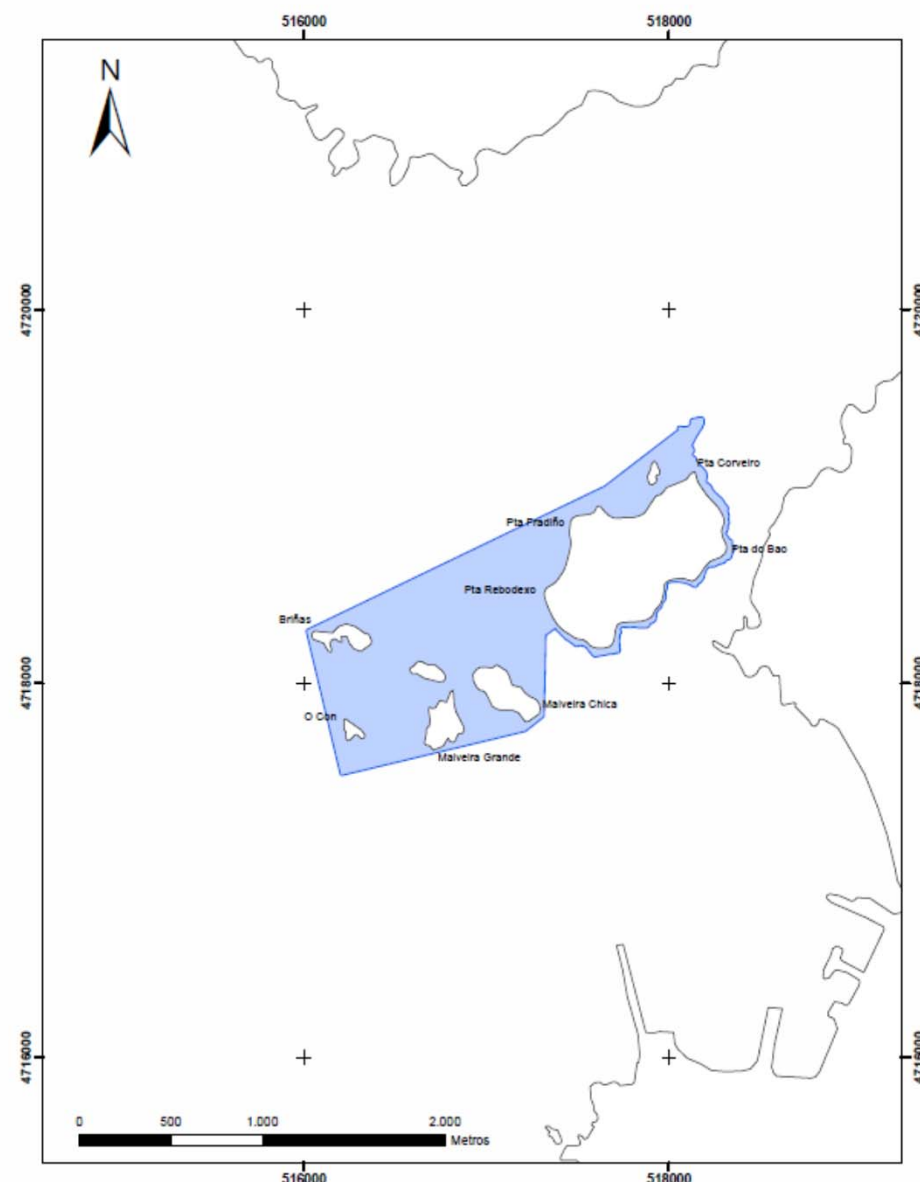 516000
518000
N
4720000
4720000
Pta Corveiro
Pta Pradiño
Pta do Bao
Pta Rebodexo
Briñas
4718000
4718000
Malveira Chica
O Con
Malveira Grande
4716000
4716000
0 500 1.000 2.000
Metros
516000
518000